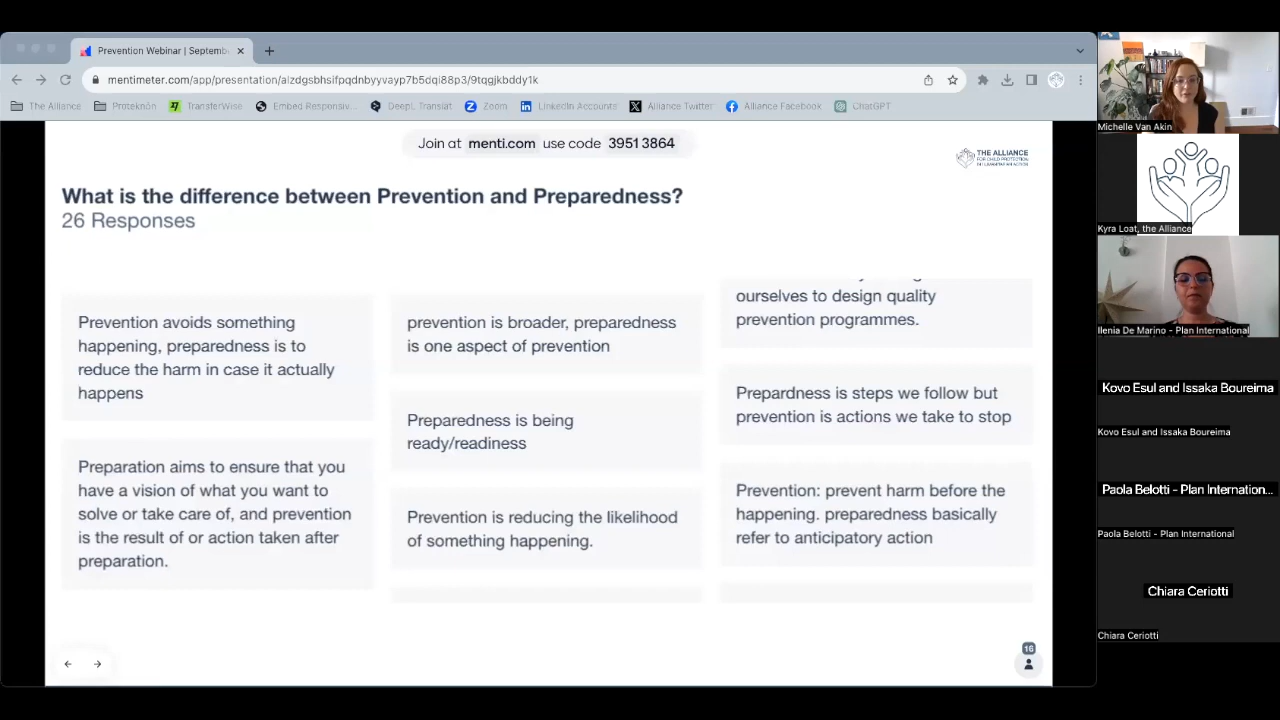 Prevention Webinar | Septemb
mentimeter.com/app/presentation/alzdgsbhsifpqdnbyyvayp7b5dqi88p3/9tqgjkbddy1k
The Alliance
Proteknôn
TransferWise
Embed Responsiv...
DeepL Translat
Zoom
LinkedIn Accounts
Alliance Twitter
Alliance Facebook
ChatGPT
Join at menti.com use code 3951 3864
THE ALLIANCE
FOR CHILD PROTECTION
IN HUMANITARIAN ACTION
What is the difference between Prevention and Preparedness?
26 Responses
Prevention avoids something
happening, preparedness is to
reduce the harm in case it actually
happens
Preparation aims to ensure that you
have a vision of what you want to
solve or take care of, and prevention
is the result of or action taken after
preparation.
prevention is broader, preparedness
is one aspect of prevention
Preparedness is being
ready/readiness
Prevention is reducing the likelihood
of something happening.
ourselves to design quality
prevention programmes.
Prepardness is steps we follow but
prevention is actions we take to stop
Prevention: prevent harm before the
happening. preparedness basically
refer to anticipatory action
16
Michelle Van Akin
Kyra Loat, the Alliance
Ilenia De Marino - Plan International
Kovo Esul and Issaka Boureima
Kovo Esul and Issaka Boureima
Paola Belotti - Plan Internation...
Paola Belotti - Plan International
Chiara Ceriotti
Chiara Ceriotti